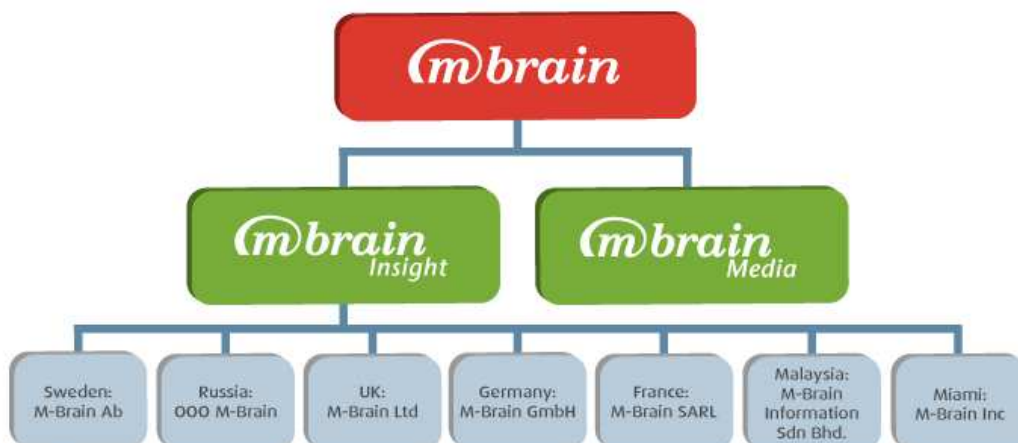 mbrain
mbrain
Insight
mbrain
Media
Sweden:
M-Brain Ab
Russia:
OOO M-Brain
UK:
M-Brain Ltd
Germany:
M-Brain GmbH
France:
M-Brain SARL
Malaysia:
M-Brain
Information
Sdn Bhd.
Miami:
M-Brain Inc